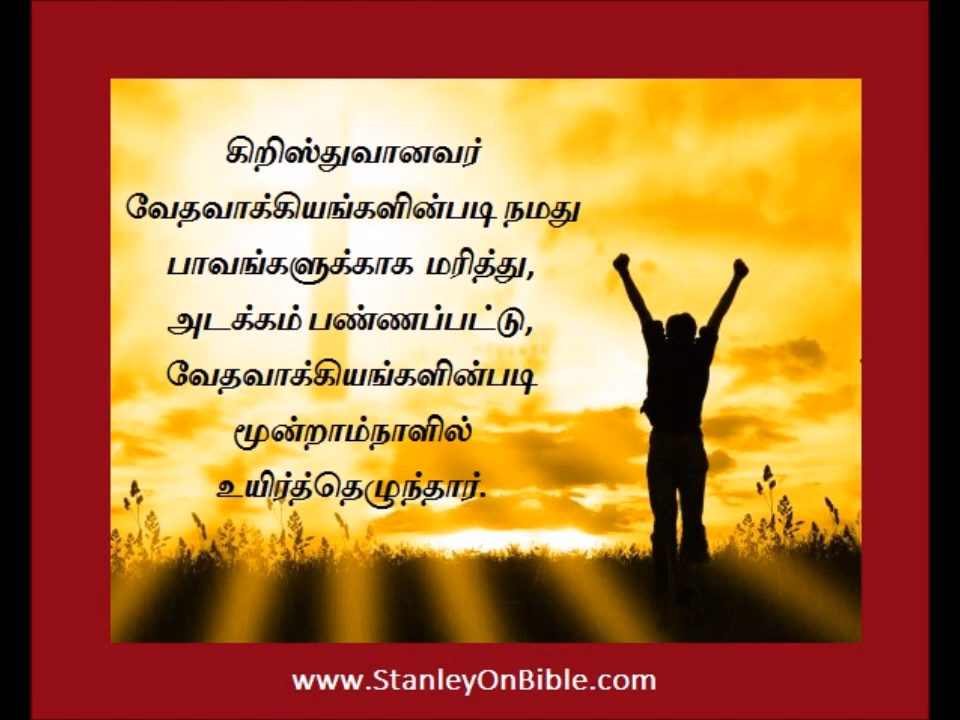 கிறிஸ்துவானவர்
வேதவாக்கியங்களின்படி நமது
பாவங்களுக்காக மரித்து,
அடக்கம் பண்ணப்பட்டு,
வேதவாக்கியங்களின்படி
மூன்றாம்நாளில்
உயிர்த்தெழுந்தார்.
www.StanleyOnBible.com